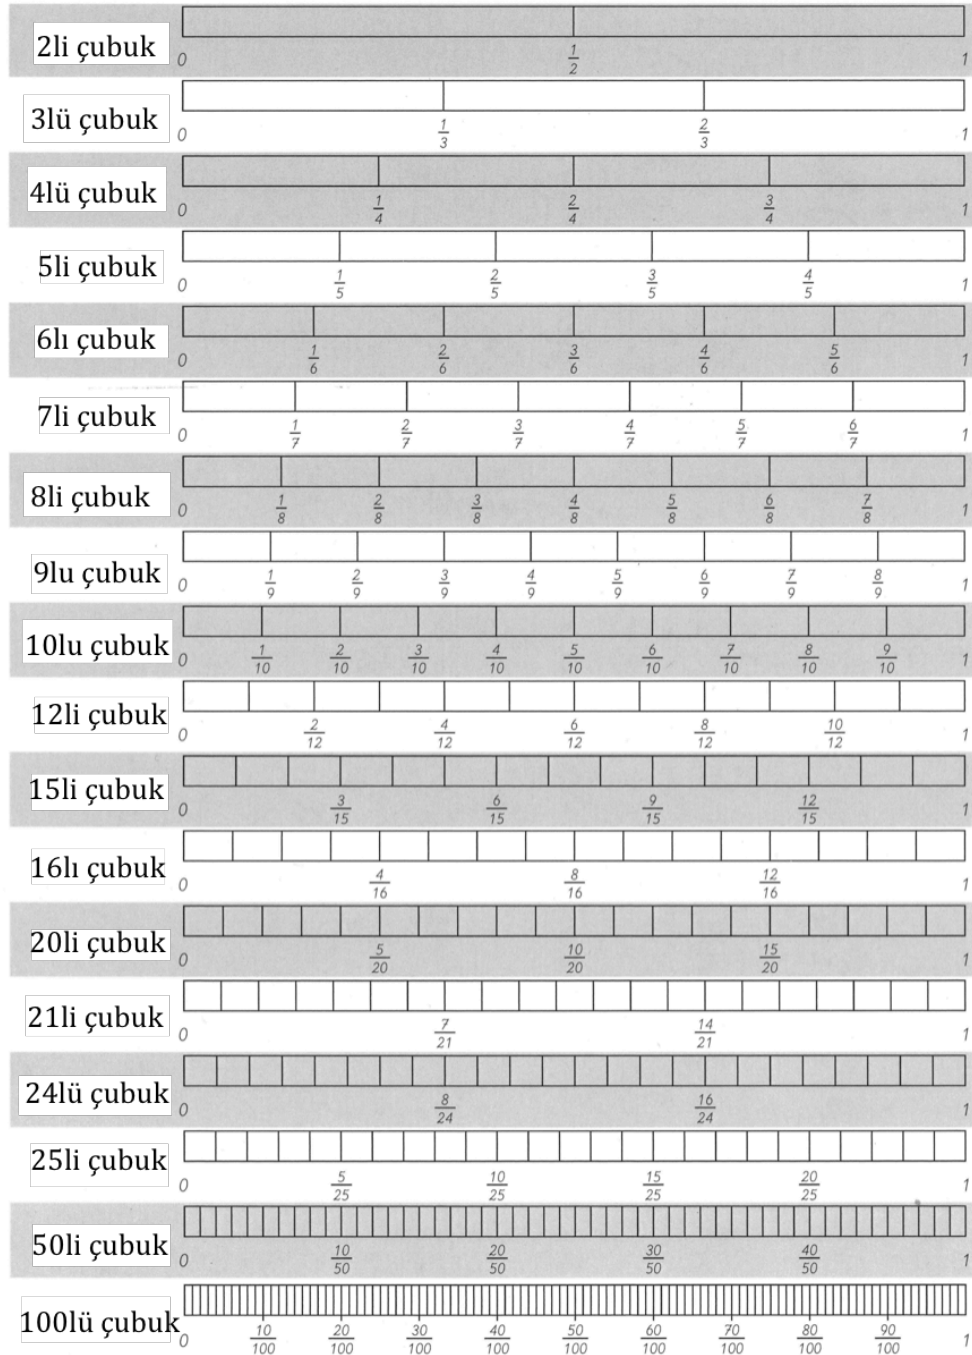 2li çubuk 0 1/2 1
3lü çubuk 0 1/3 2/3 1
4lü çubuk 0 1/4 2/4 3/4 1
5li çubuk 0 1/5 2/5 3/5 4/5 1
6lı çubuk 0 1/6 2/6 3/6 4/6 5/6 1
7li çubuk 0 1/7 2/7 3/7 4/7 5/7 6/7 1
8li çubuk 0 1/8 2/8 3/8 4/8 5/8 6/8 7/8 1
9lu çubuk 0 1/9 2/9 3/9 4/9 5/9 6/9 7/9 8/9 1
10lu çubuk 0 1/10 2/10 3/10 4/10 5/10 6/10 7/10 8/10 9/10 1
12li çubuk 0 2/12 4/12 6/12 8/12 10/12 1
15li çubuk 0 3/15 6/15 9/15 12/15 1
16lı çubuk 0 4/16 8/16 12/16 1
20li çubuk 0 5/20 10/20 15/20 1
21li çubuk 0 7/21 14/21 1
24lü çubuk 0 8/24 16/24 1
25li çubuk 0 5/25 10/25 15/25 20/25 1
50li çubuk 0 10/50 20/50 30/50 40/50 1
100lü çubuk 0 10/100 20/100 30/100 40/100 50/100 60/100 70/100 80/100 90/100 1